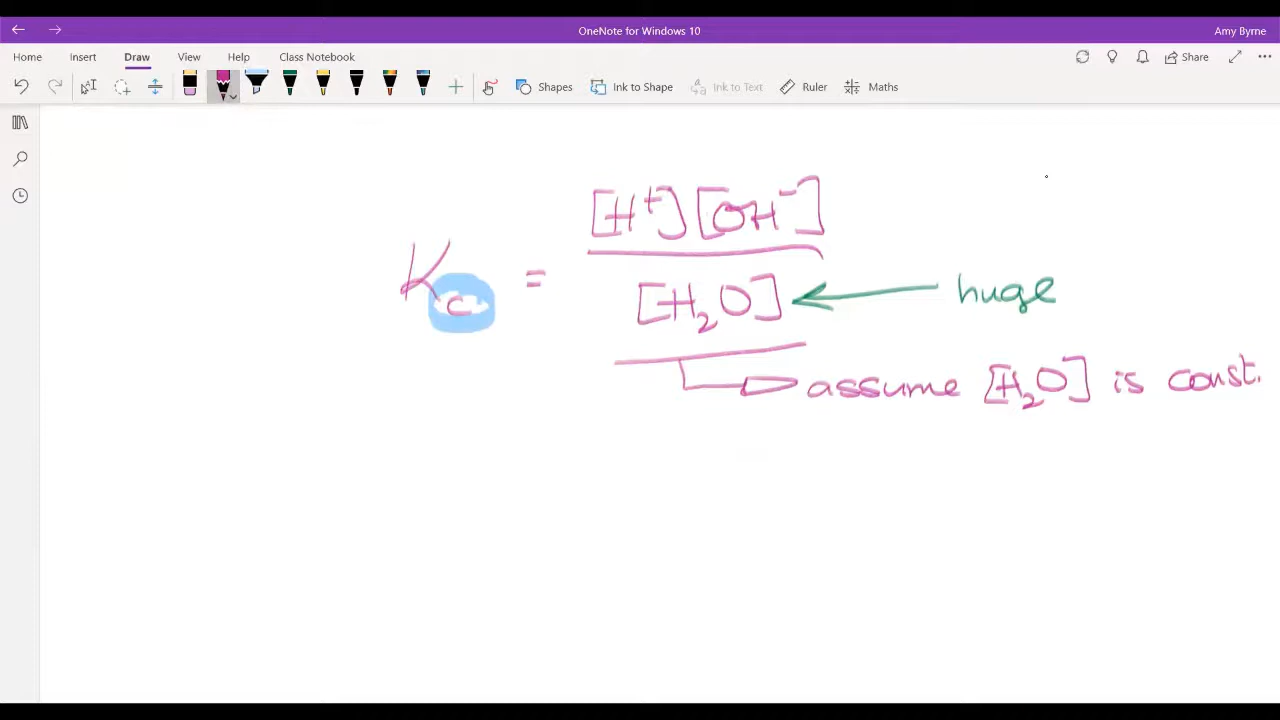 OneNote for Windows 10
Amy Byrne
Home Insert Draw View Help Class Notebook
Share
Shapes Ink to Shape Ink to Text Ruler Maths
[H⁺][OH⁻]
Kc =
[H₂O] huge
assume [H₂O] is const.